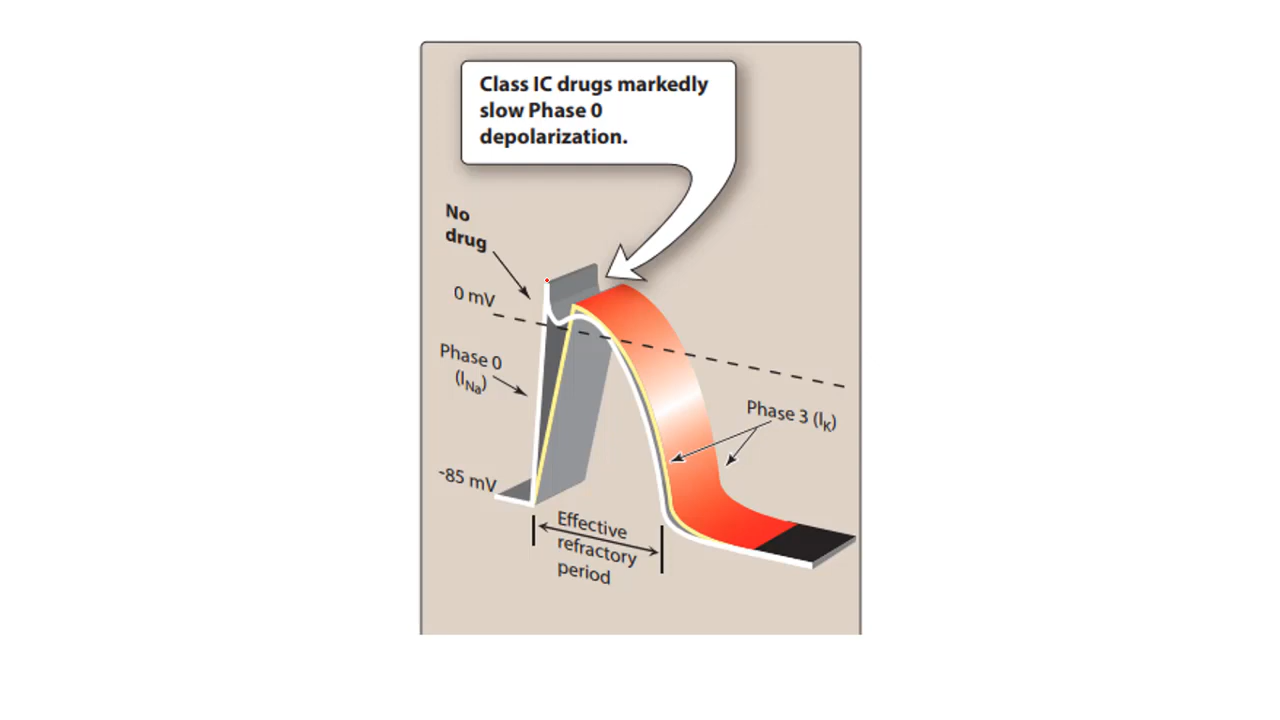 Class IC drugs markedly
slow Phase 0
depolarization.
No
drug
0 mV
Phase 0
(INa)
Phase 3 (IK)
-85 mV
Effective
refractory
period